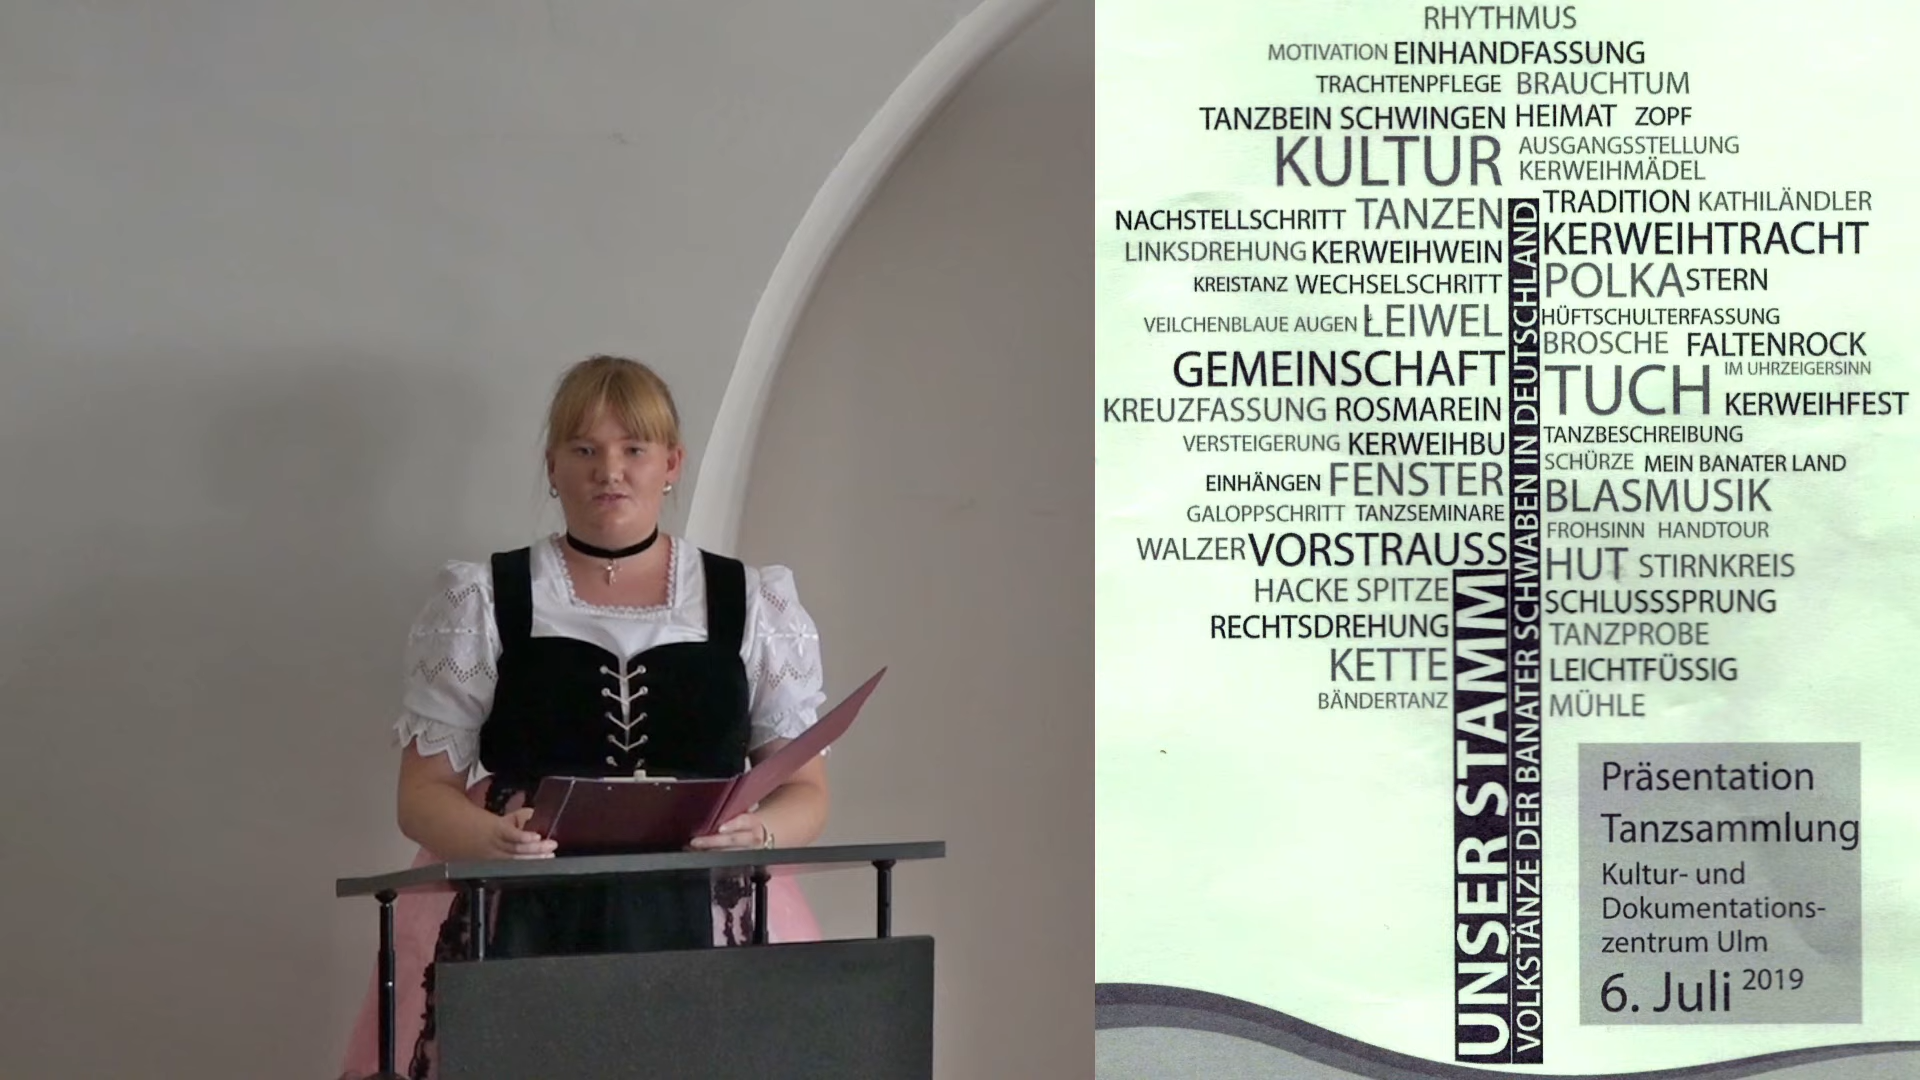 RHYTHMUS
MOTIVATION EINHANDFASSUNG
TRACHTENPFLEGE BRAUCHTUM
TANZBEIN SCHWINGEN HEIMAT ZOPF
KULTUR AUSGANGSSTELLUNG
KERWEIHMÄDEL
NACHSTELLSCHRITT TANZEN
LINKSDREHUNG KERWEIHWEIN
KREISTANZ WECHSELSCHRITT
VEILCHENBLAUE AUGEN LEIWEL
GEMEINSCHAFT
KREUZFASSUNG ROSMAREIN
VERSTEIGERUNG KERWEIHBU
EINHÄNGEN FENSTER
GALOPPSCHRITT TANZSEMINARE
WALZER VORSTRAUSS
HACKE SPITZE
RECHTSDREHUNG
KETTE
BÄNDERTANZ
UNSER STAMM
VOLKSTÄNZE DER BANATER SCHWABEN IN DEUTSCHLAND
TRADITION KATHILÄNDLER
KERWEIHTRACHT
POLKA STERN
HÜFTSCHULTERFASSUNG
BROSCHE FALTENROCK
TUCH IM UHRZEIGERSINN
KERWEIHFEST
TANZBESCHREIBUNG
SCHÜRZE MEIN BANATER LAND
BLASMUSIK
FROHSINN HANDTOUR
HUT STIRNKREIS
SCHLUSSSPRUNG
TANZPROBE
LEICHTFÜSSIG
MÜHLE
Präsentation
Tanzsammlung
Kultur- und
Dokumentations-
zentrum Ulm
6. Juli 2019